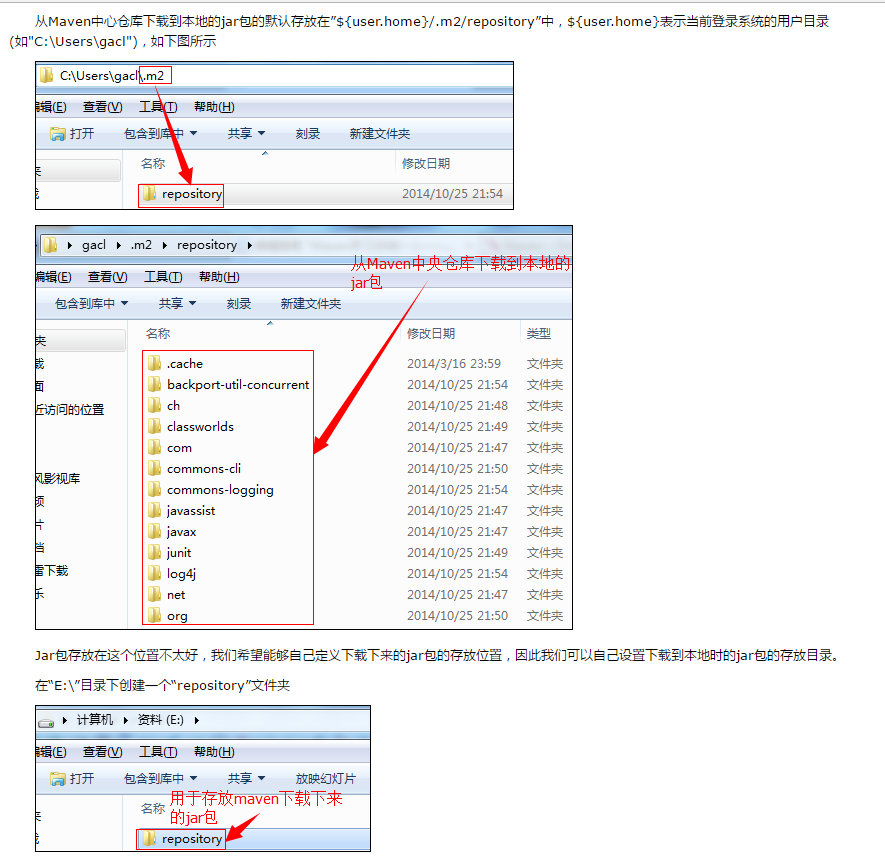 从Maven中心仓库下载到本地的jar包的默认存放在”${user.home}/.m2/repository”中，${user.home}表示当前登录系统的用户目录
(如"C:\Users\gacl")，如下图所示
C:\Users\gacl\.m2
编辑(E) 查看(V) 工具(T) 帮助(H)
打开 包含到库中 共享 刻录 新建文件夹
名称 修改日期
夹
repository 2014/10/25 21:54
gacl .m2 repository
从Maven中央仓库下载到本地的
jar包
编辑(E) 查看(V) 工具(T) 帮助(H)
包含到库中 共享 刻录 新建文件夹
名称 修改日期 类型
夹
载 .cache 2014/3/16 23:59 文件夹
面 backport-util-concurrent 2014/10/25 21:54 文件夹
近访问的位置 ch 2014/10/25 21:48 文件夹
classworlds 2014/10/25 21:49 文件夹
com 2014/10/25 21:47 文件夹
commons-cli 2014/10/25 21:50 文件夹
风影视库
commons-logging 2014/10/25 21:54 文件夹
频 javassist 2014/10/25 21:47 文件夹
片 javax 2014/10/25 21:47 文件夹
档 junit 2014/10/25 21:49 文件夹
雷下载 log4j 2014/10/25 21:54 文件夹
乐 net 2014/10/25 21:47 文件夹
org 2014/10/25 21:50 文件夹
Jar包存放在这个位置不太好，我们希望能够自己定义下载下来的jar包的存放位置，因此我们可以自己设置下载到本地时的jar包的存放目录。
在“E:\”目录下创建一个“repository”文件夹
计算机 资料 (E:)
编辑(E) 查看(V) 工具(T) 帮助(H)
打开 包含到库中 共享 放映幻灯片
用于存放maven下载下来
的jar包
名称
夹
repository